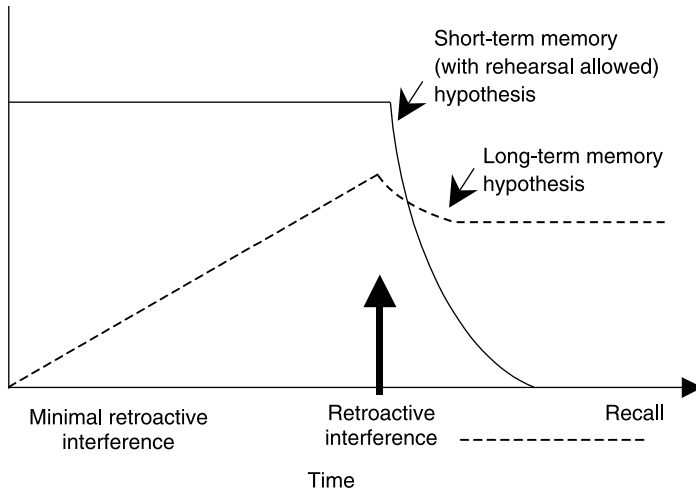 Short-term memory
(with rehearsal allowed)
hypothesis
Long-term memory
hypothesis
Minimal retroactive
interference
Retroactive
interference
Recall
Time